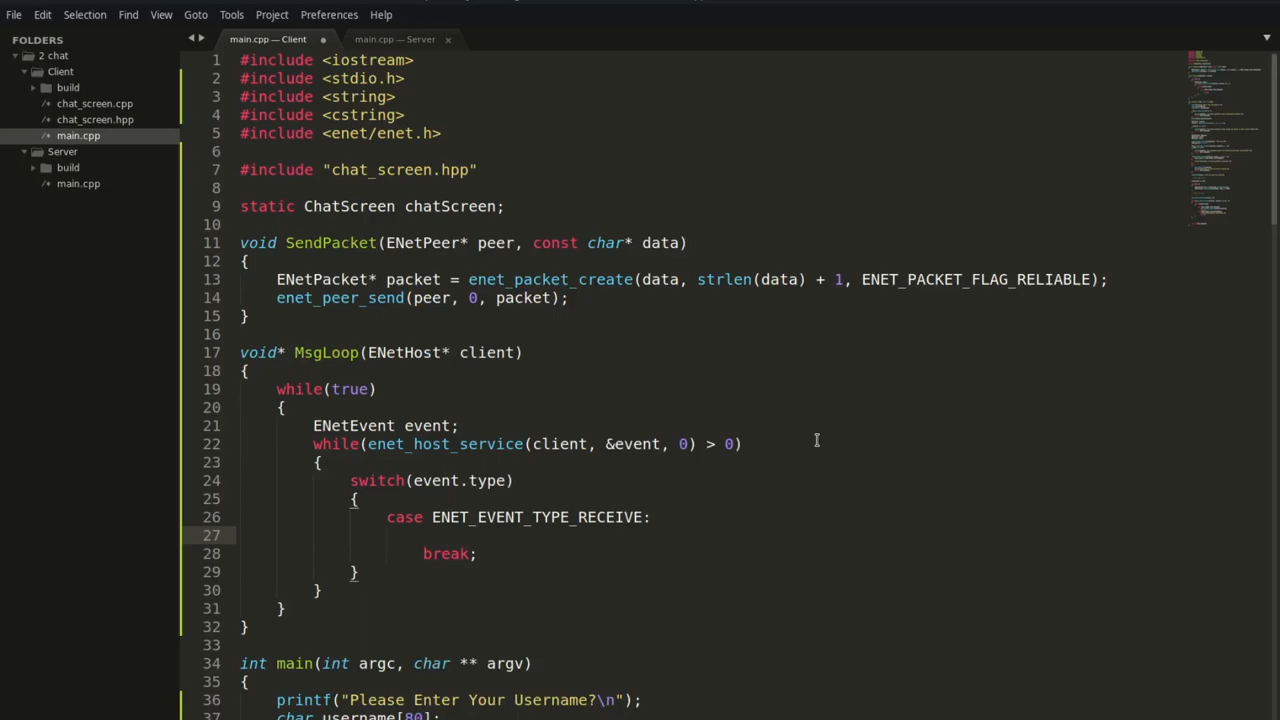 File Edit Selection Find View Goto Tools Project Preferences Help
FOLDERS
2 chat
Client
build
chat_screen.cpp
chat_screen.hpp
main.cpp
Server
build
main.cpp
main.cpp — Client
main.cpp — Server
1 #include <iostream>
2 #include <stdio.h>
3 #include <string>
4 #include <cstring>
5 #include <enet/enet.h>
6
7 #include "chat_screen.hpp"
8
9 static ChatScreen chatScreen;
10
11 void SendPacket(ENetPeer* peer, const char* data)
12 {
13 ENetPacket* packet = enet_packet_create(data, strlen(data) + 1, ENET_PACKET_FLAG_RELIABLE);
14 enet_peer_send(peer, 0, packet);
15 }
16
17 void* MsgLoop(ENetHost* client)
18 {
19 while(true)
20 {
21 ENetEvent event;
22 while(enet_host_service(client, &event, 0) > 0)
23 {
24 switch(event.type)
25 {
26 case ENET_EVENT_TYPE_RECEIVE:
27
28 break;
29 }
30 }
31 }
32 }
33
34 int main(int argc, char ** argv)
35 {
36 printf("Please Enter Your Username?\n");
37 char username[80];